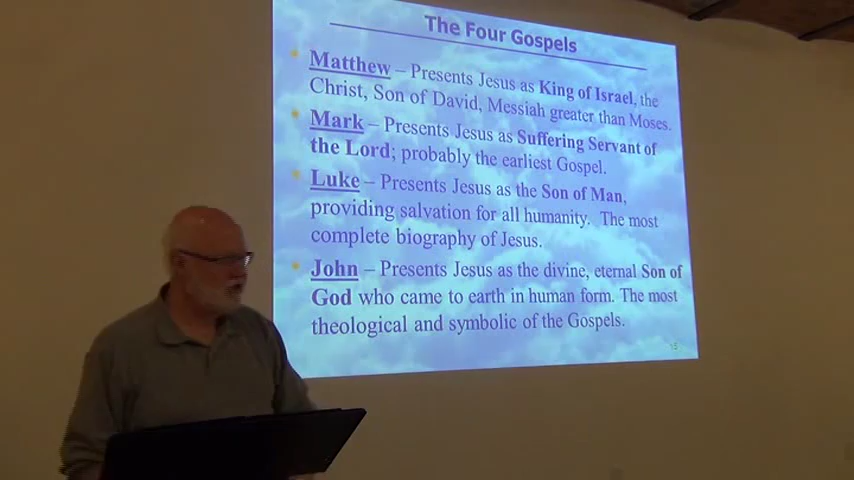 The Four Gospels
Matthew – Presents Jesus as King of Israel, the
Christ, Son of David, Messiah greater than Moses.
Mark – Presents Jesus as Suffering Servant of
the Lord; probably the earliest Gospel.
Luke – Presents Jesus as the Son of Man,
providing salvation for all humanity. The most
complete biography of Jesus.
John – Presents Jesus as the divine, eternal Son of
God who came to earth in human form. The most
theological and symbolic of the Gospels.